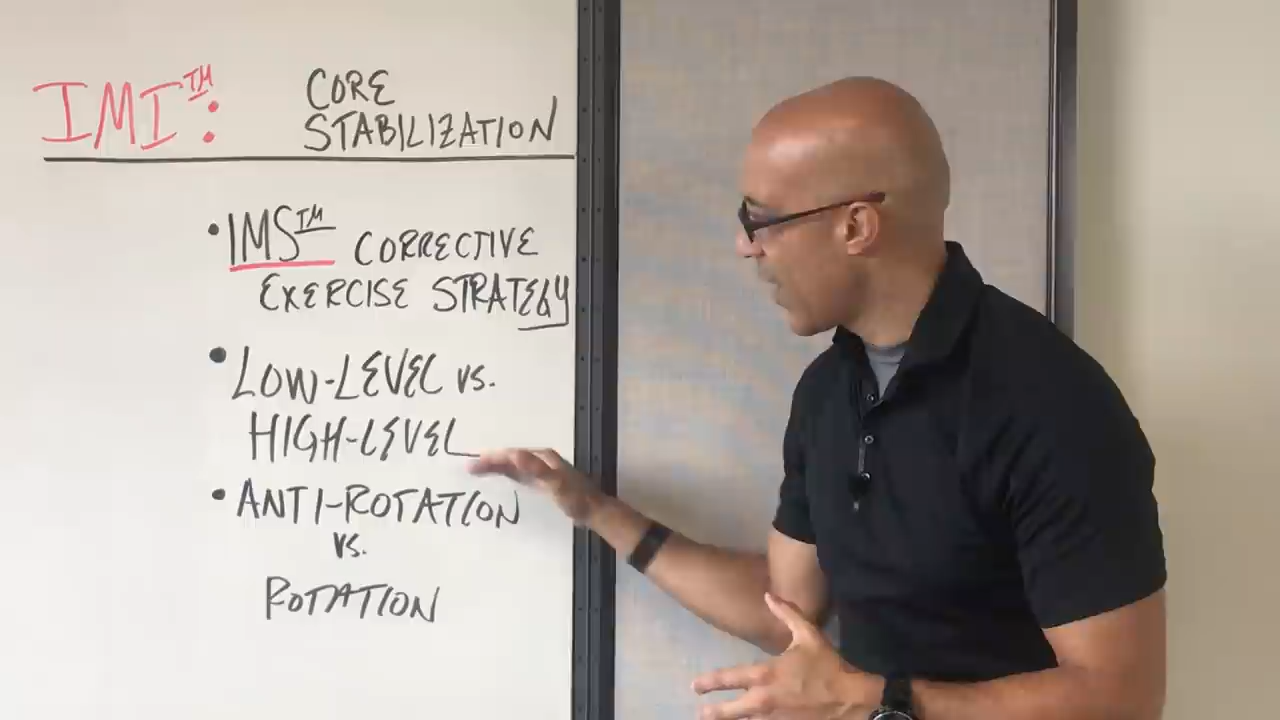 IMI™: CORE
STABILIZATION
• IMS™ CORRECTIVE
EXERCISE STRATEGY
• LOW-LEVEL vs.
HIGH-LEVEL
• ANTI-ROTATION
vs.
ROTATION